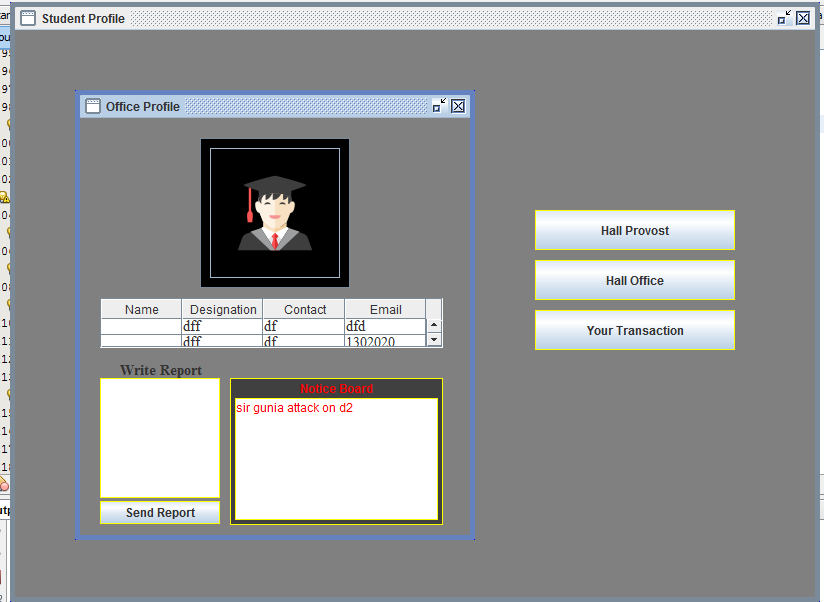 Student Profile
Office Profile
Name Designation Contact Email
dff df dfd
dff df 1302020
Write Report
Notice Board
sir gunia attack on d2
Send Report
Hall Provost
Hall Office
Your Transaction